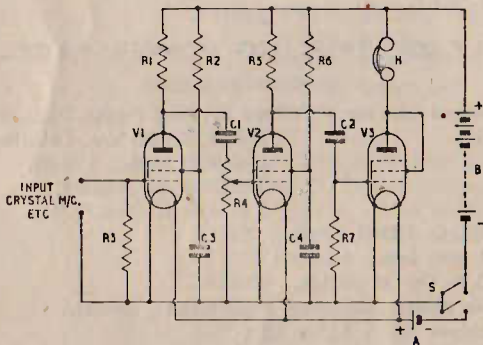 R1
R2
R5
R6
H
V1
C1
V2
C2
V3
+
B
-
INPUT
CRYSTAL M/C.
ETC
R3
R4
C3
C4
R7
S
+ -
A